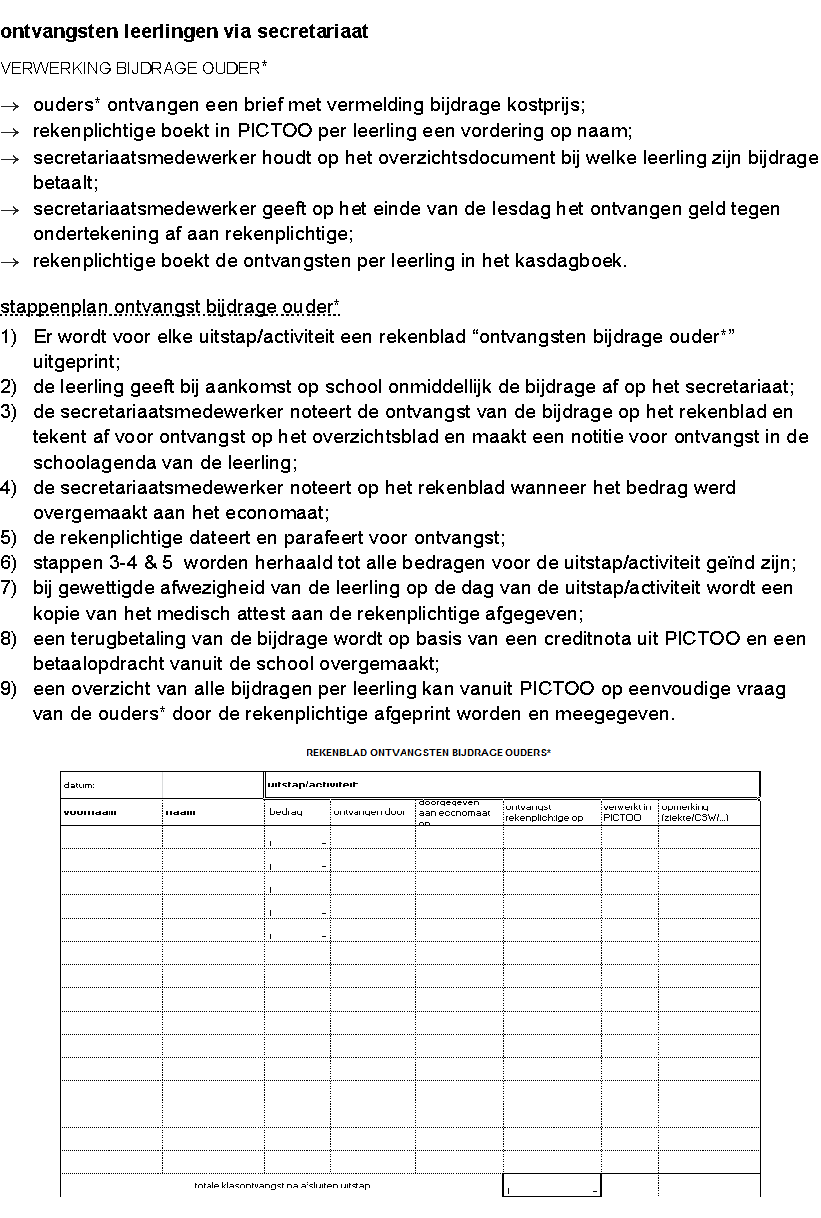 ontvangsten leerlingen via secretariaat
VERWERKING BIJDRAGE OUDER*
→ ouders* ontvangen een brief met vermelding bijdrage kostprijs;
→ rekenplichtige boekt in PICTOO per leerling een vordering op naam;
→ secretariaatsmedewerker houdt op het overzichtsdocument bij welke leerling zijn bijdrage
betaalt;
→ secretariaatsmedewerker geeft op het einde van de lesdag het ontvangen geld tegen
ondertekening af aan rekenplichtige;
→ rekenplichtige boekt de ontvangsten per leerling in het kasdagboek.
stappenplan ontvangst bijdrage ouder*
1) Er wordt voor elke uitstap/activiteit een rekenblad “ontvangsten bijdrage ouder*”
uitgeprint;
2) de leerling geeft bij aankomst op school onmiddellijk de bijdrage af op het secretariaat;
3) de secretariaatsmedewerker noteert de ontvangst van de bijdrage op het rekenblad en
tekent af voor ontvangst op het overzichtsblad en maakt een notitie voor ontvangst in de
schoolagenda van de leerling;
4) de secretariaatsmedewerker noteert op het rekenblad wanneer het bedrag werd
overgemaakt aan het economaat;
5) de rekenplichtige dateert en parafeert voor ontvangst;
6) stappen 3-4 & 5 worden herhaald tot alle bedragen voor de uitstap/activiteit geïnd zijn;
7) bij gewettigde afwezigheid van de leerling op de dag van de uitstap/activiteit wordt een
kopie van het medisch attest aan de rekenplichtige afgegeven;
8) een terugbetaling van de bijdrage wordt op basis van een creditnota uit PICTOO en een
betaalopdracht vanuit de school overgemaakt;
9) een overzicht van alle bijdragen per leerling kan vanuit PICTOO op eenvoudige vraag
van de ouders* door de rekenplichtige afgeprint worden en meegegeven.
REKENBLAD ONTVANGSTEN BIJDRAGE OUDERS*
datum: uitstap/activiteit:
voornaam naam bedrag ontvangen door doorgegeven aan economaat op ontvangst rekenplichtige op verwerkt in PICTOO opmerking (ziekte/CSW/...)
totale klasontvangst na afsluiten uitstap